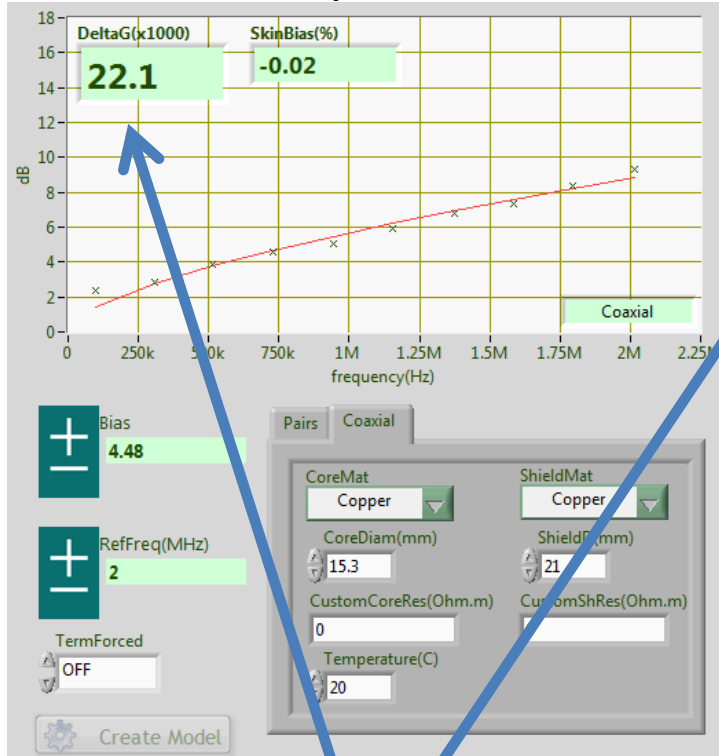 DeltaG(x1000) SkinBias(%)
22.1 -0.02
18
16
14
12
10
8
6
4
2
0
dB
Coaxial
0 250k 500k 750k 1M 1.25M 1.5M 1.75M 2M
frequency(Hz)
Bias
4.48
RefFreq(MHz)
2
TermForced
OFF
Create Model
Pairs Coaxial
CoreMat ShieldMat
Copper Copper
CoreDiam(mm)
15.3 21
CustomCoreRes(Ohm.m) CustomShRes(Ohm.m)
0
Temperature(C)
20